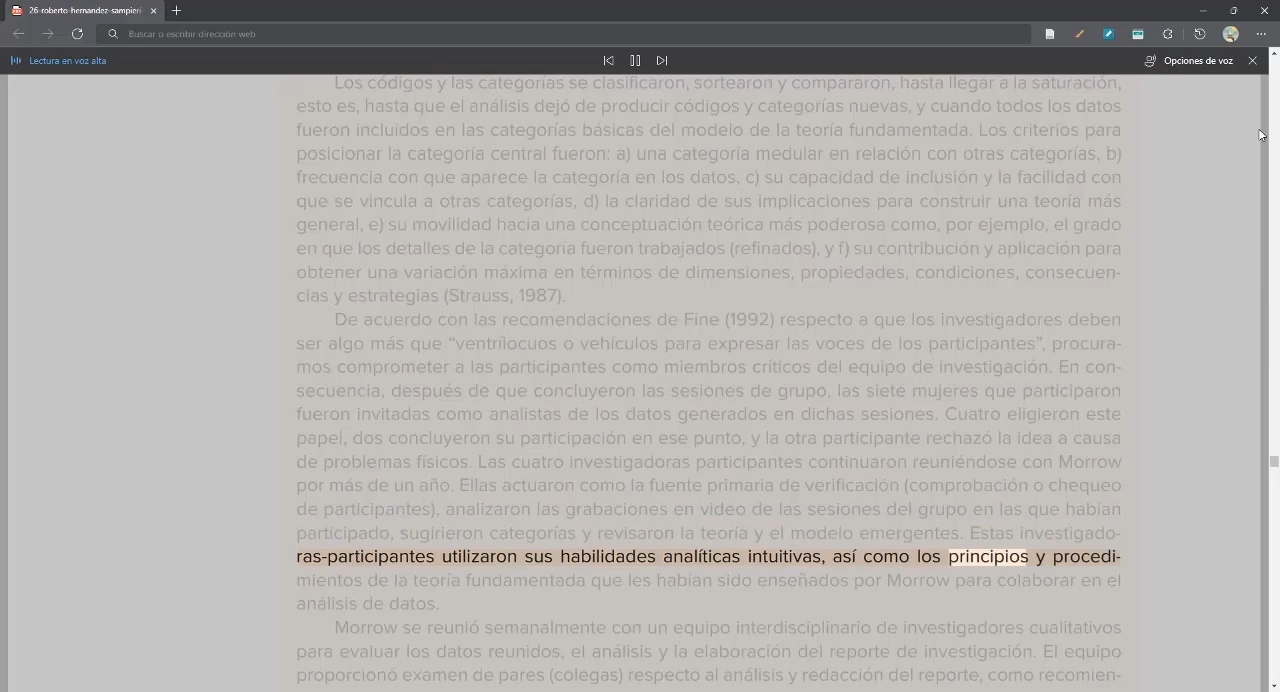 26-roberto-hernandez-sampieri
Buscar o escribir dirección web
Lectura en voz alta
Opciones de voz
Los códigos y las categorías se clasificaron, sortearon y compararon, hasta llegar a la saturación,
esto es, hasta que el análisis dejó de producir códigos y categorías nuevas, y cuando todos los datos
fueron incluidos en las categorías básicas del modelo de la teoría fundamentada. Los criterios para
posicionar la categoría central fueron: a) una categoría medular en relación con otras categorías, b)
frecuencia con que aparece la categoría en los datos, c) su capacidad de inclusión y la facilidad con
que se vincula a otras categorías, d) la claridad de sus implicaciones para construir una teoría más
general, e) su movilidad hacia una conceptuación teórica más poderosa como, por ejemplo, el grado
en que los detalles de la categoría fueron trabajados (refinados), y f) su contribución y aplicación para
obtener una variación máxima en términos de dimensiones, propiedades, condiciones, consecuen-
cias y estrategias (Strauss, 1987).
De acuerdo con las recomendaciones de Fine (1992) respecto a que los investigadores deben
ser algo más que “ventrílocuos o vehículos para expresar las voces de los participantes”, procura-
mos comprometer a las participantes como miembros críticos del equipo de investigación. En con-
secuencia, después de que concluyeron las sesiones de grupo, las siete mujeres que participaron
fueron invitadas como analistas de los datos generados en dichas sesiones. Cuatro eligieron este
papel, dos concluyeron su participación en ese punto, y la otra participante rechazó la idea a causa
de problemas físicos. Las cuatro investigadoras participantes continuaron reuniéndose con Morrow
por más de un año. Ellas actuaron como la fuente primaria de verificación (comprobación o chequeo
de participantes), analizaron las grabaciones en video de las sesiones del grupo en las que habían
participado, sugirieron categorías y revisaron la teoría y el modelo emergentes. Estas investigado-
ras-participantes utilizaron sus habilidades analíticas intuitivas, así como los principios y procedi-
mientos de la teoría fundamentada que les habían sido enseñados por Morrow para colaborar en el
análisis de datos.
Morrow se reunió semanalmente con un equipo interdisciplinario de investigadores cualitativos
para evaluar los datos reunidos, el análisis y la elaboración del reporte de investigación. El equipo
proporcionó examen de pares (colegas) respecto al análisis y redacción del reporte, como recomien-